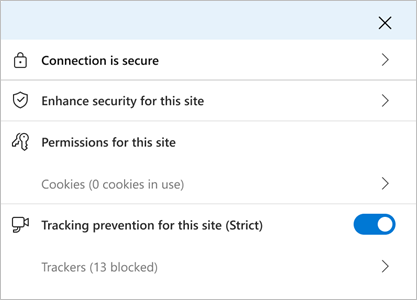 Connection is secure
Enhance security for this site
Permissions for this site
Cookies (0 cookies in use)
Tracking prevention for this site (Strict)
Trackers (13 blocked)